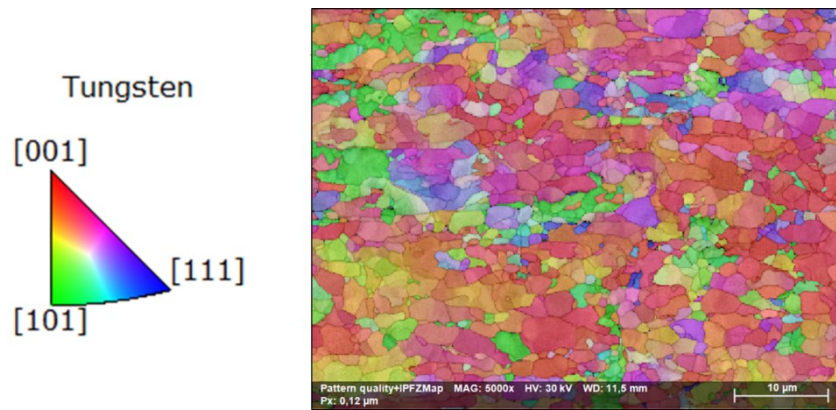 Tungsten
[001]
[111]
[101]
Pattern quality+IPFZMap MAG: 5000x HV: 30 kV WD: 11,5 mm
Px: 0,12 µm
10 µm